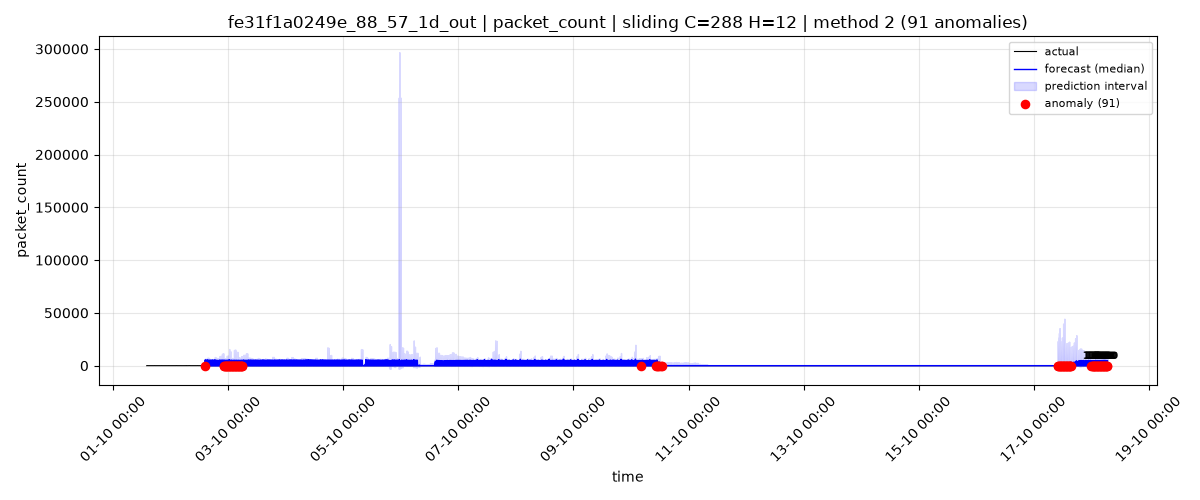 fe31f1a0249e_88_57_1d_out | packet_count | sliding C=288 H=12 | method 2 (91 anomalies)
actual
forecast (median)
prediction interval
anomaly (91)
packet_count
300000
250000
200000
150000
100000
50000
0
01-10 00:00
03-10 00:00
05-10 00:00
07-10 00:00
09-10 00:00
11-10 00:00
13-10 00:00
15-10 00:00
17-10 00:00
19-10 00:00
time